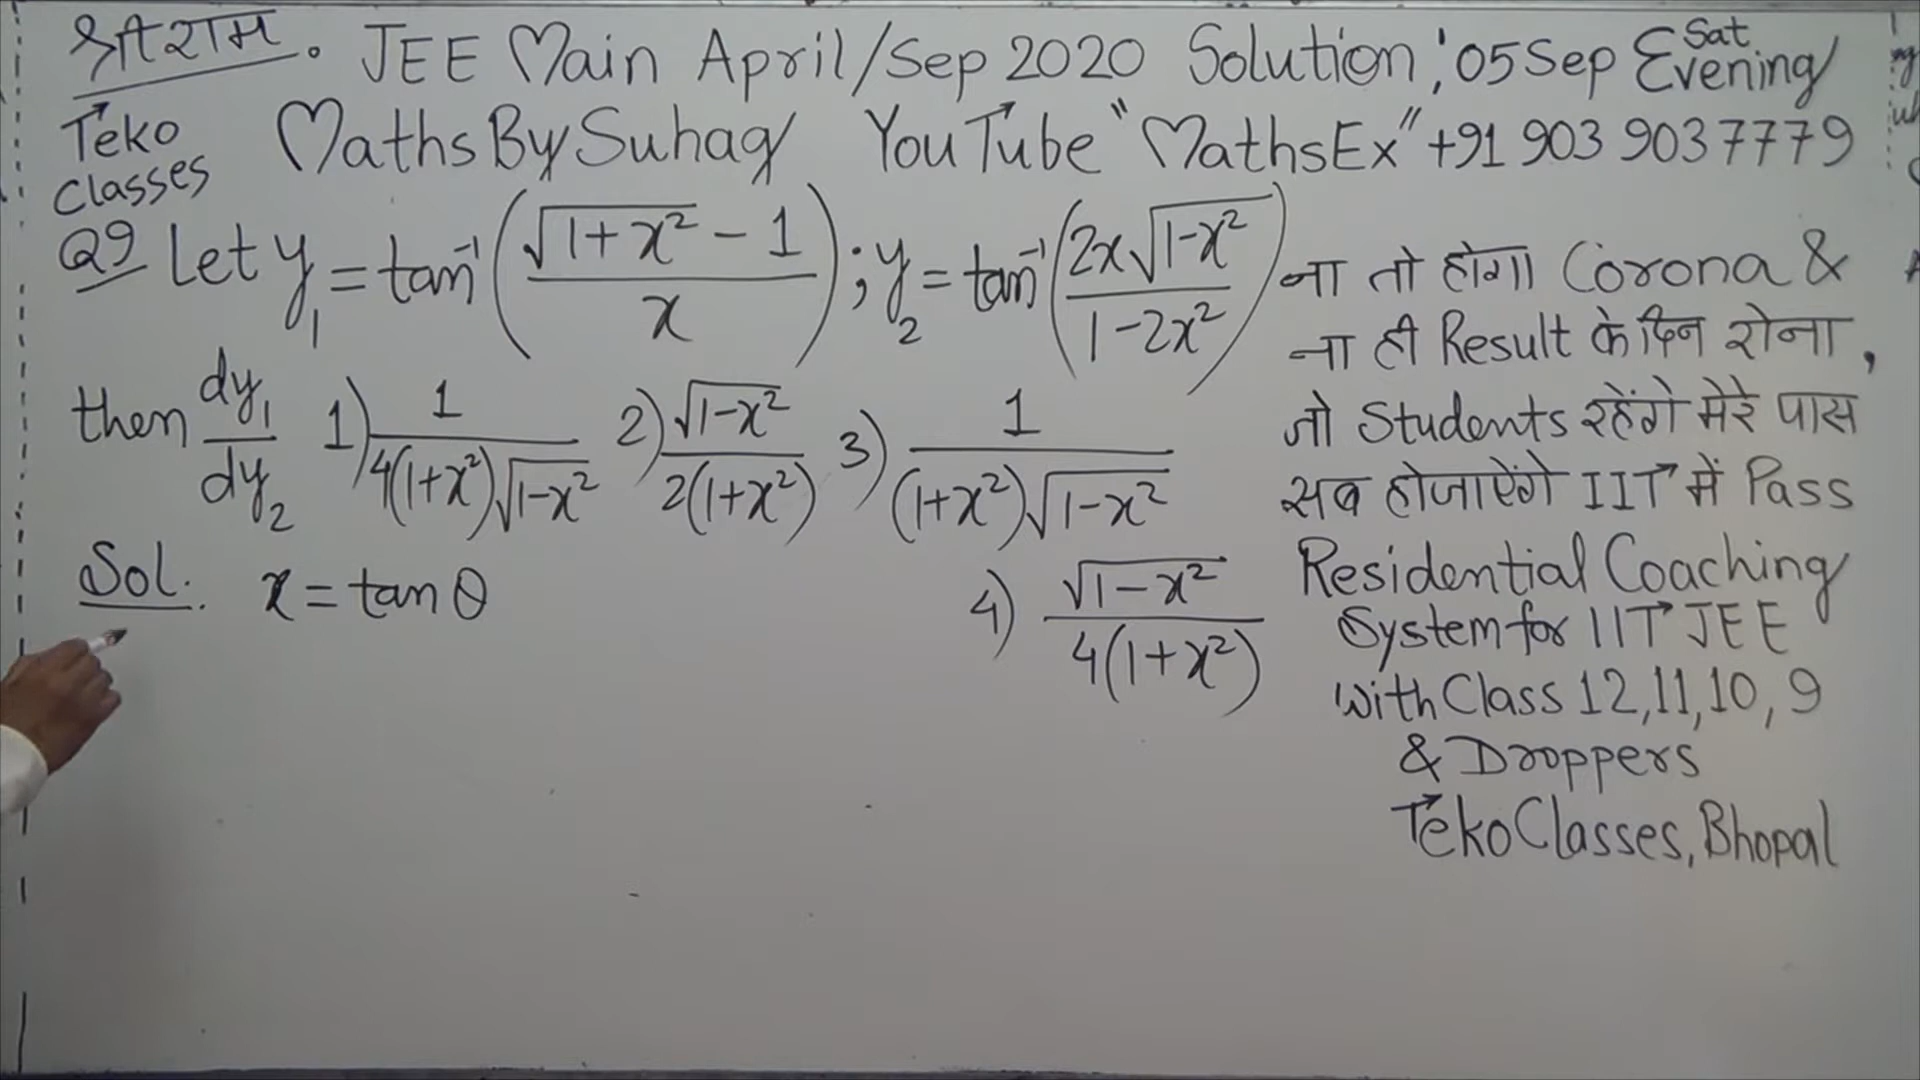 श्री राम . JEE Main April/Sep 2020 Solution; 05 Sep Sat Evening
Teko Classes MathsBySuhag YouTube "MathsEx" +91 903 903 7779
Q9 Let y₁ = tan⁻¹((√(1+x²) - 1)/x) ; y₂ = tan⁻¹((2x√(1-x²))/(1-2x²))
then dy₁/dy₂ 1) 1/(4(1+x²)√(1-x²)) 2) √(1-x²)/(2(1+x²)) 3) 1/((1+x²)√(1-x²))
4) √(1-x²)/(4(1+x²))
Sol. x = tan θ
ना तो होगा Corona &
ना ही Result के दिन रोना,
जो Students रहेंगे मेरे पास
सब होजाऐंगे IIT में Pass
Residential Coaching
System for IIT JEE
With Class 12,11,10,9
& Droppers
Teko Classes, Bhopal